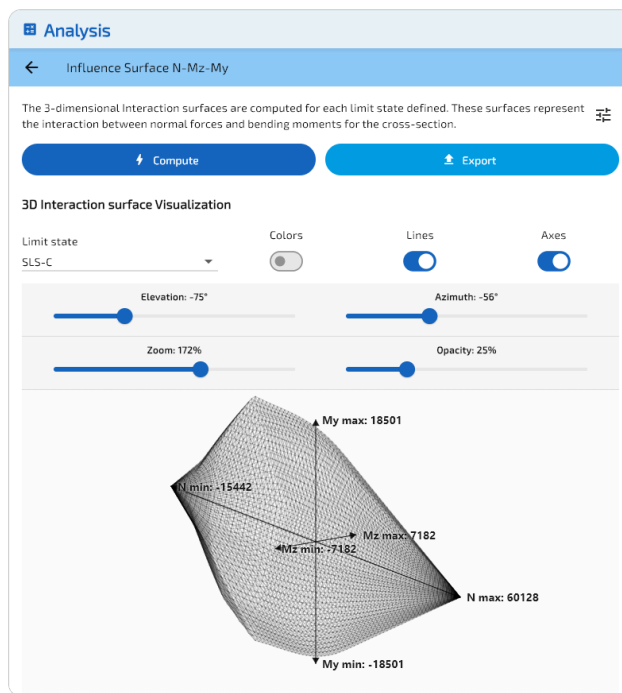 Analysis
Influence Surface N-Mz-My
The 3-dimensional Interaction surfaces are computed for each limit state defined. These surfaces represent
the interaction between normal forces and bending moments for the cross-section.
Compute
Export
3D Interaction surface Visualization
Limit state
SLS-C
Colors
Lines
Axes
Elevation: -75°
Azimuth: -56°
Zoom: 172%
Opacity: 25%
My max: 18501
N min: -15442
Mz max: 7182
Mz min: -7182
N max: 60128
My min: -18501